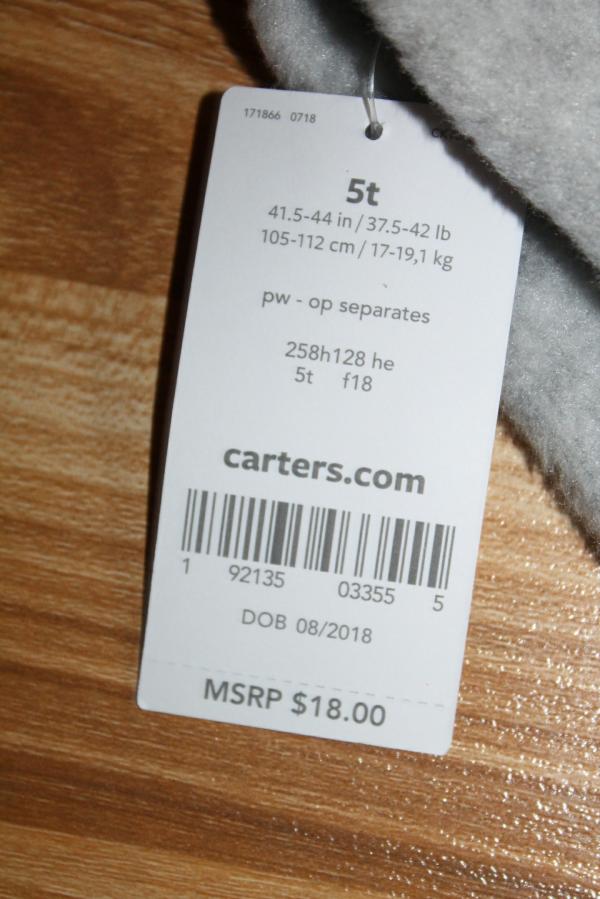 171866 0718
5t
41.5-44 in / 37.5-42 lb
105-112 cm / 17-19,1 kg
pw - op separates
258h128 he
5t f18
carters.com
1 92135 03355 5
DOB 08/2018
MSRP $18.00